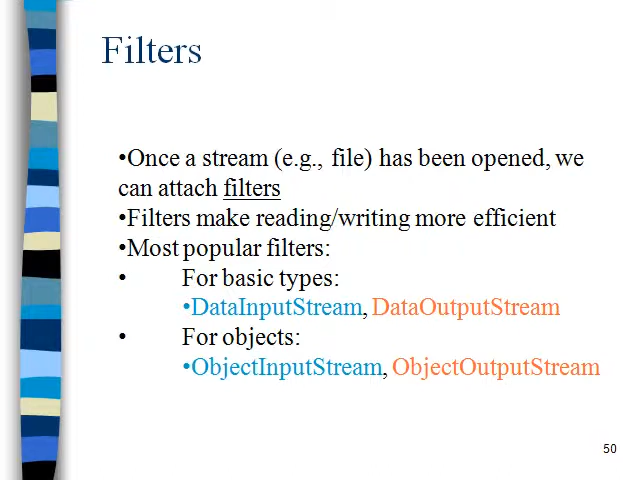 Filters
•Once a stream (e.g., file) has been opened, we
can attach filters
•Filters make reading/writing more efficient
•Most popular filters:
• For basic types:
•DataInputStream, DataOutputStream
• For objects:
•ObjectInputStream, ObjectOutputStream
50